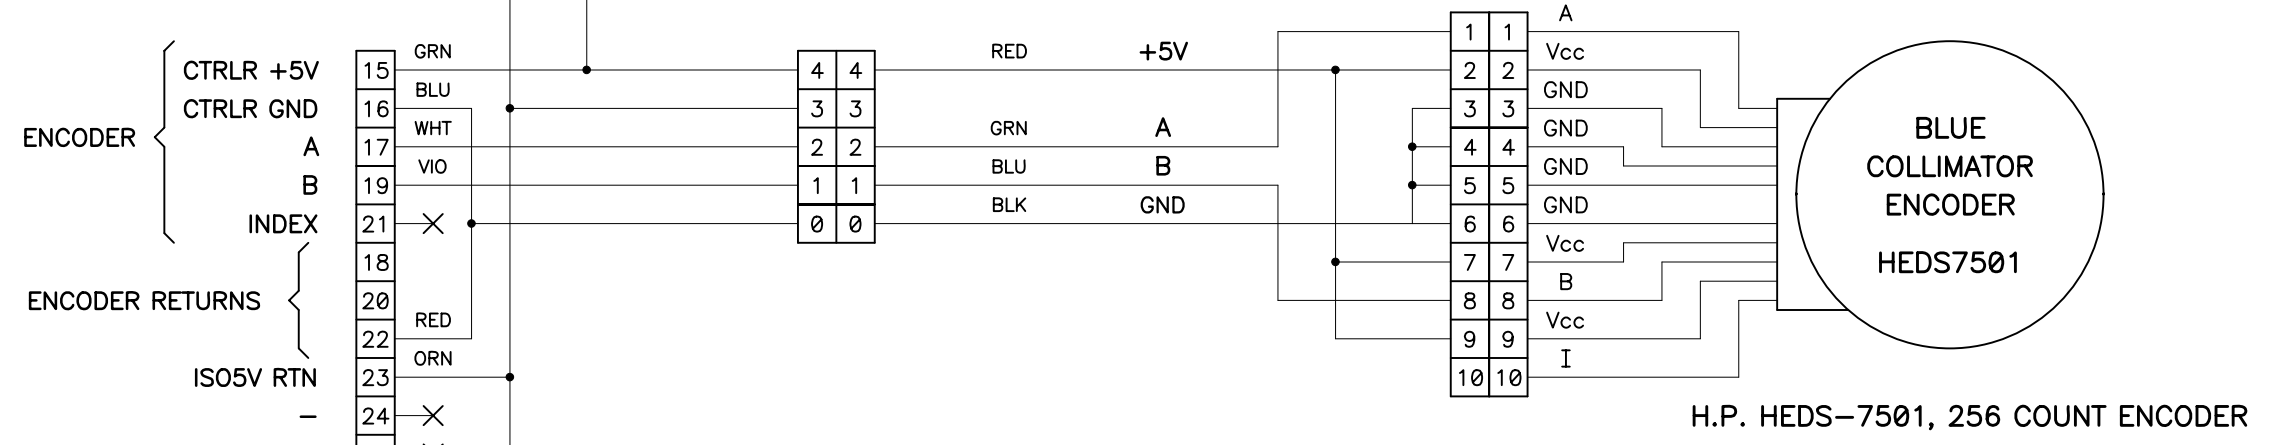 ENCODER
CTRLR +5V 15 GRN
CTRLR GND 16 BLU
A 17 WHT
B 19 VIO
INDEX 21
ENCODER RETURNS
18
20
22 RED
ISO5V RTN 23 ORN
- 24
4 4 RED +5V
3 3
2 2 GRN A
1 1 BLU B
0 0 BLK GND
1 1 A
2 2 Vcc
3 3 GND
4 4 GND
5 5 GND
6 6 GND
7 7 Vcc
8 8 B
9 9 Vcc
10 10 I
BLUE
COLLIMATOR
ENCODER
HEDS7501
H.P. HEDS-7501, 256 COUNT ENCODER